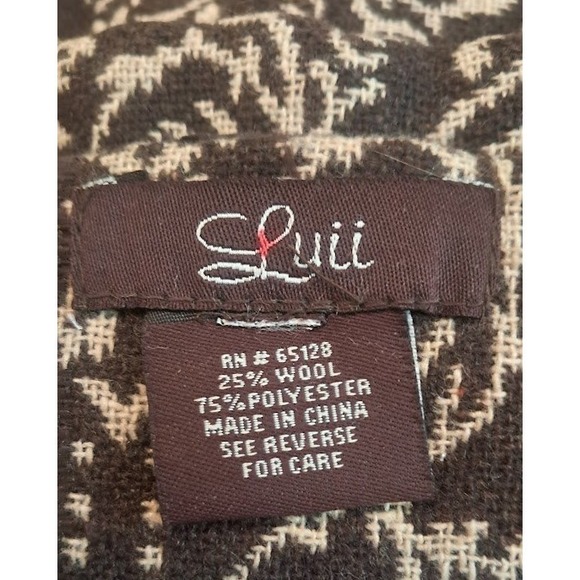 Luii
RN # 65128
25% WOOL
75% POLYESTER
MADE IN CHINA
SEE REVERSE
FOR CARE